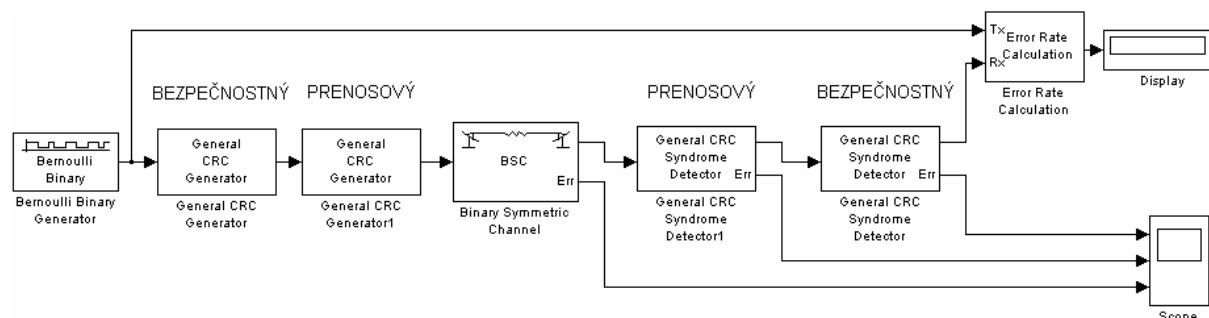 BEZPEČNOSTNÝ
PRENOSOVÝ
PRENOSOVÝ
BEZPEČNOSTNÝ
Bernoulli
Binary
Bernoulli Binary
Generator
General
CRC
Generator
General CRC
Generator
General
CRC
Generator
General CRC
Generator1
BSC
Err
Binary Symmetric
Channel
General CRC
Syndrome
Detector Err
General CRC
Syndrome
Detector1
General CRC
Syndrome
Detector Err
General CRC
Syndrome
Detector
Tx
Rx
Error Rate
Calculation
Error Rate
Calculation
Display
Scope